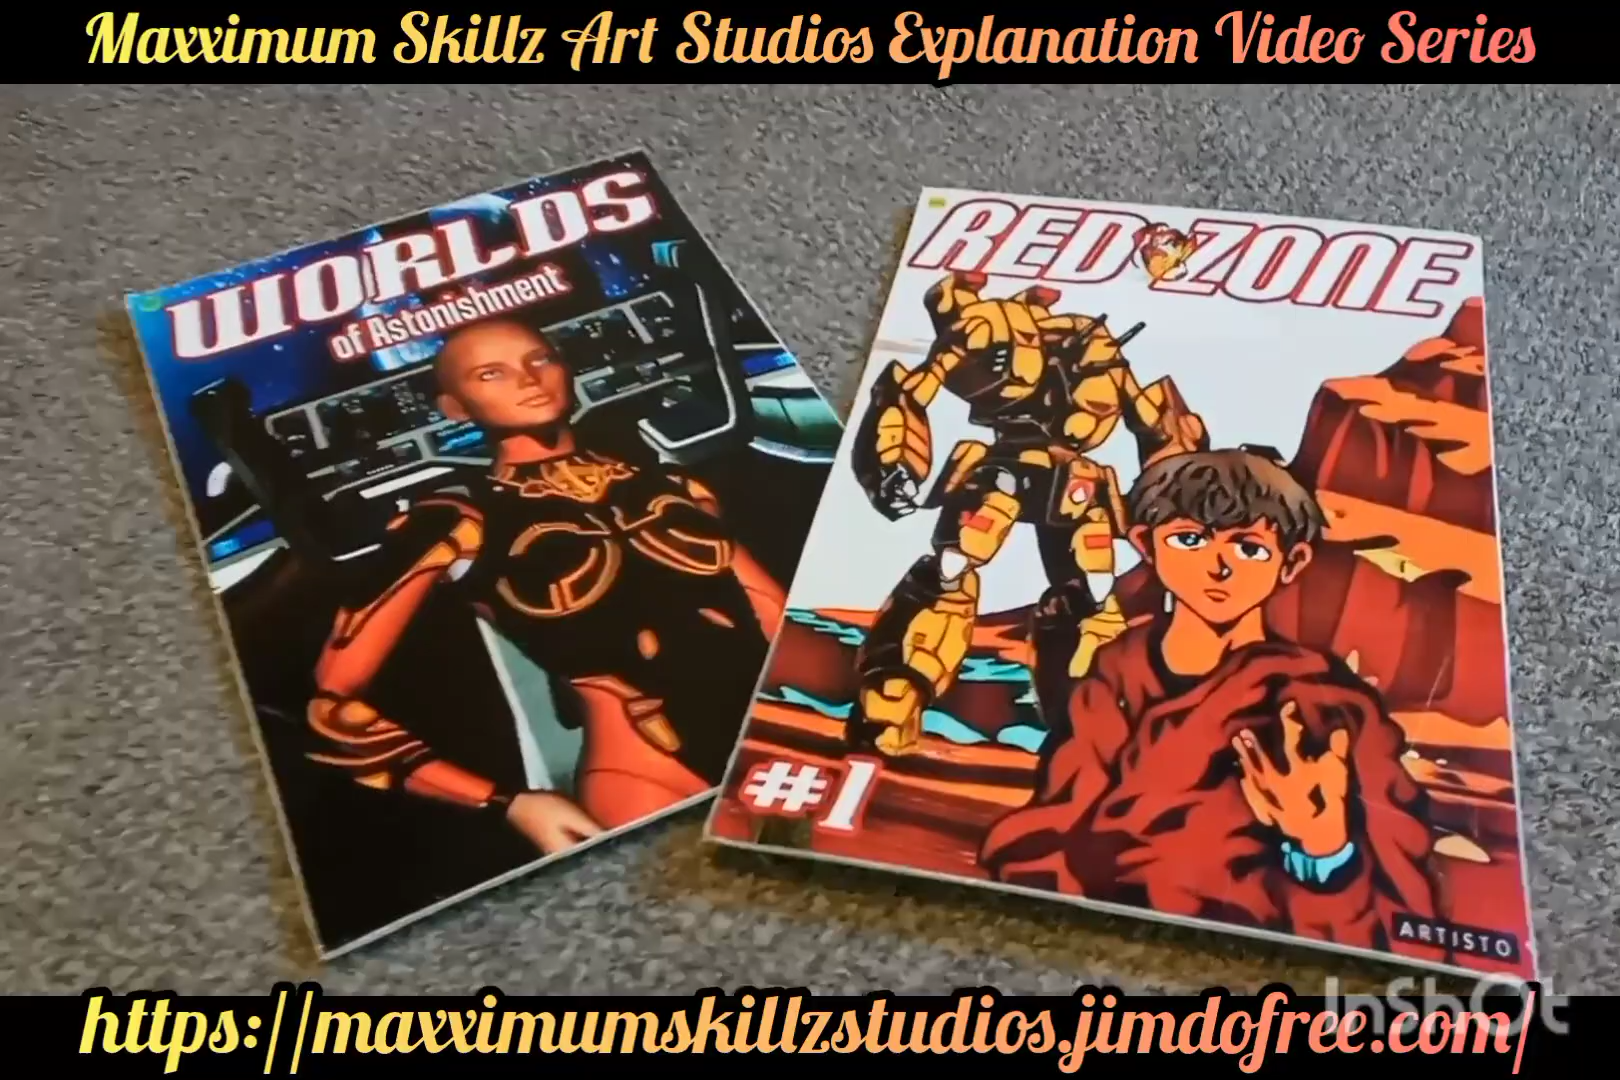 Maxximum Skillz Art Studios Explanation Video Series
WORLDS
of Astonishment
RED ZONE
#1
ARTISTO
InShOt
https://maxximumskillzstudios.jimdofree.com/